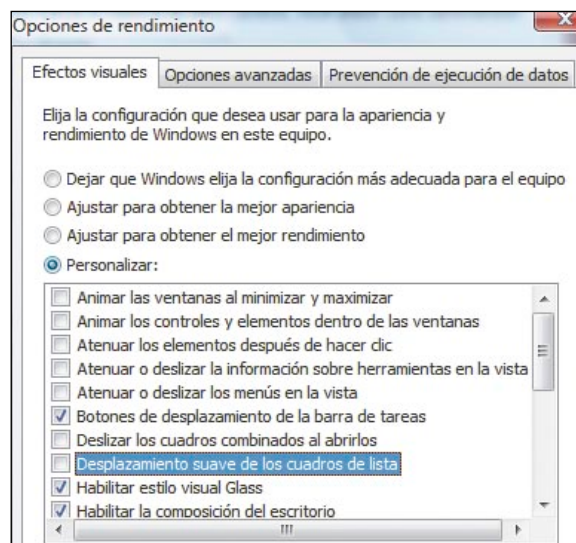 Opciones de rendimiento
Efectos visuales Opciones avanzadas Prevención de ejecución de datos
Elija la configuración que desea usar para la apariencia y
rendimiento de Windows en este equipo.
Dejar que Windows elija la configuración más adecuada para el equipo
Ajustar para obtener la mejor apariencia
Ajustar para obtener el mejor rendimiento
Personalizar:
Animar las ventanas al minimizar y maximizar
Animar los controles y elementos dentro de las ventanas
Atenuar los elementos después de hacer clic
Atenuar o deslizar la información sobre herramientas en la vista
Atenuar o deslizar los menús en la vista
Botones de desplazamiento de la barra de tareas
Deslizar los cuadros combinados al abrirlos
Desplazamiento suave de los cuadros de lista
Habilitar estilo visual Glass
Habilitar la composición del escritorio